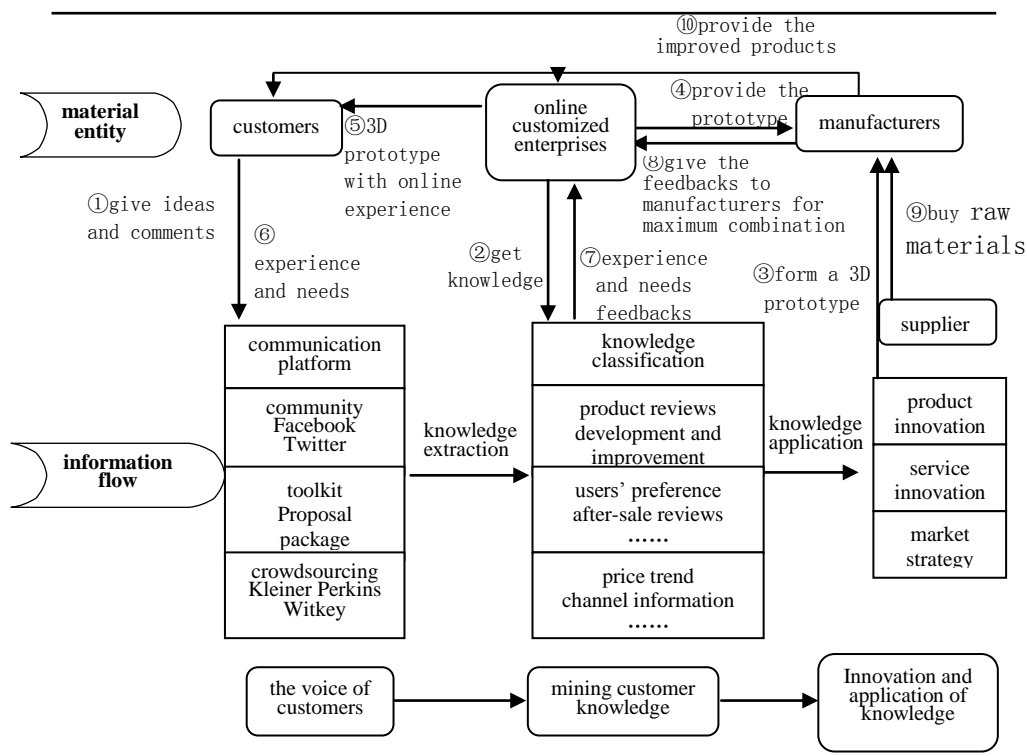 ⑩provide the
improved products
material
entity
customers
online
customized
enterprises
④provide the
prototype
manufacturers
⑤3D
prototype
with online
experience
⑧give the
feedbacks to
manufacturers for
maximum combination
①give ideas
and comments
⑥
experience
and needs
②get
knowledge
⑦experience
and needs
feedbacks
③form a 3D
prototype
⑨buy raw
materials
supplier
information
flow
communication
platform
community
Facebook
Twitter
toolkit
Proposal
package
crowdsourcing
Kleiner Perkins
Witkey
knowledge
extraction
knowledge
classification
product reviews
development and
improvement
users’ preference
after-sale reviews
……
price trend
channel information
……
knowledge
application
product
innovation
service
innovation
market
strategy
the voice of
customers
mining customer
knowledge
Innovation and
application of
knowledge